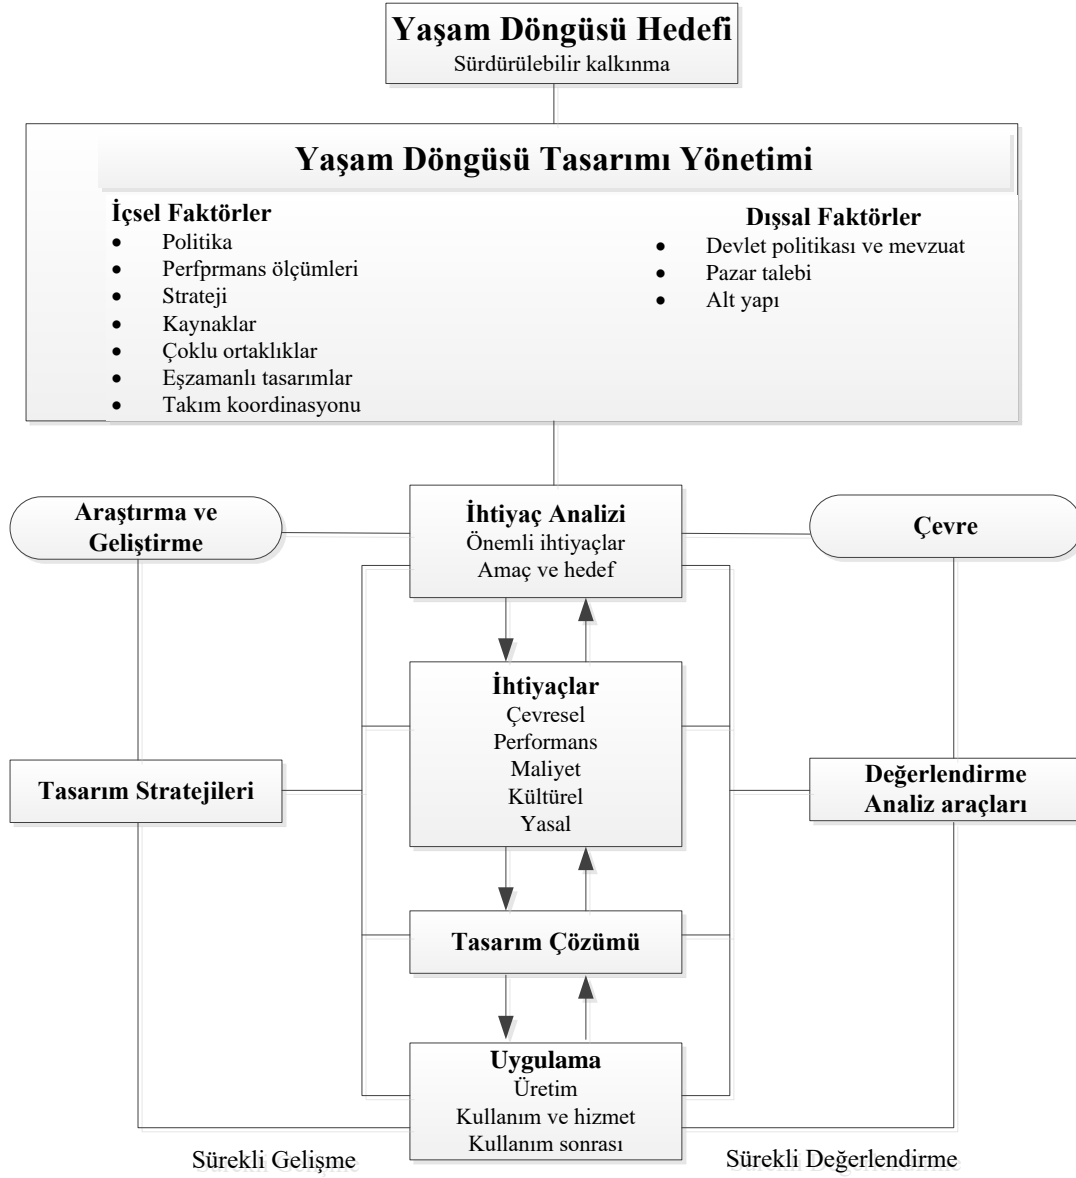 Yaşam Döngüsü Hedefi
Sürdürülebilir kalkınma
Yaşam Döngüsü Tasarımı Yönetimi
İçsel Faktörler
• Politika
• Perfprmans ölçümleri
• Strateji
• Kaynaklar
• Çoklu ortaklıklar
• Eşzamanlı tasarımlar
• Takım koordinasyonu
Dışsal Faktörler
• Devlet politikası ve mevzuat
• Pazar talebi
• Alt yapı
Araştırma ve
Geliştirme
İhtiyaç Analizi
Önemli ihtiyaçlar
Amaç ve hedef
Çevre
İhtiyaçlar
Çevresel
Performans
Maliyet
Kültürel
Yasal
Tasarım Stratejileri
Değerlendirme
Analiz araçları
Tasarım Çözümü
Uygulama
Üretim
Kullanım ve hizmet
Kullanım sonrası
Sürekli Gelişme
Sürekli Değerlendirme